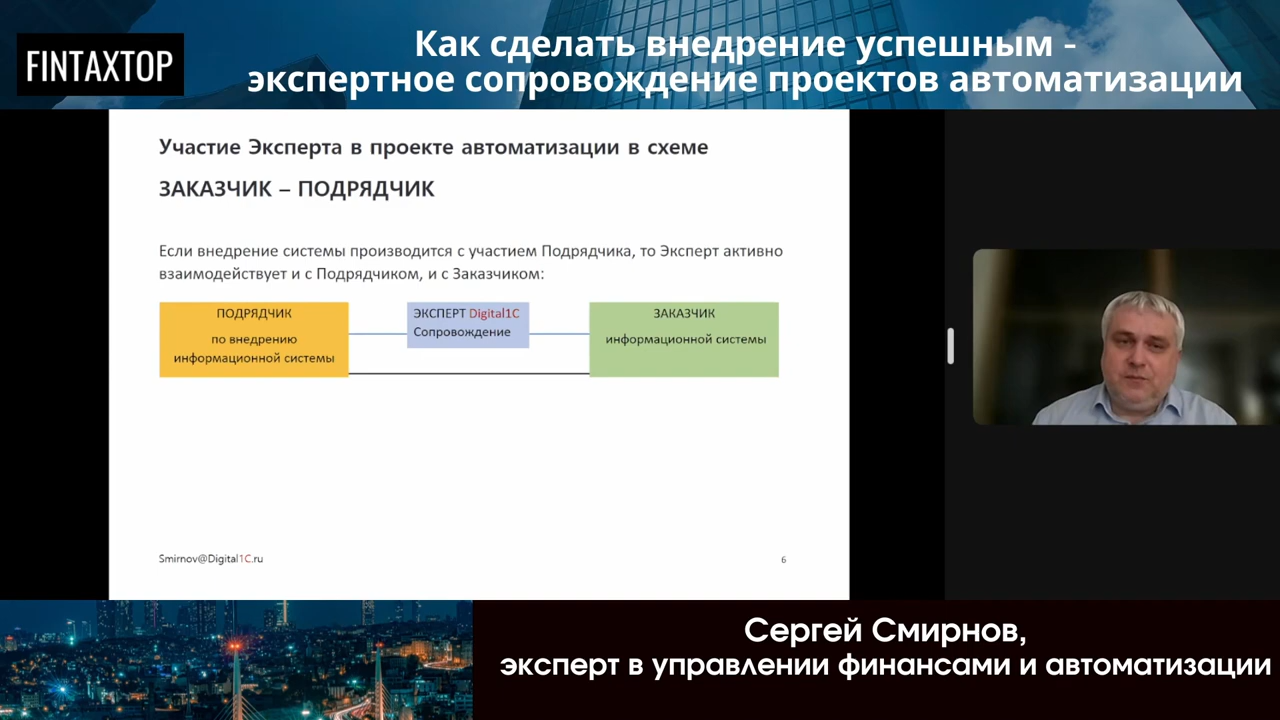 FINTAXTOP
Как сделать внедрение успешным -
экспертное сопровождение проектов автоматизации
Участие Эксперта в проекте автоматизации в схеме
ЗАКАЗЧИК – ПОДРЯДЧИК
Если внедрение системы производится с участием Подрядчика, то Эксперт активно
взаимодействует и с Подрядчиком, и с Заказчиком:
ПОДРЯДЧИК
по внедрению
информационной системы
ЭКСПЕРТ Digital1C
Сопровождение
ЗАКАЗЧИК
информационной системы
Smirnov@Digital1C.ru
6
Сергей Смирнов,
эксперт в управлении финансами и автоматизации